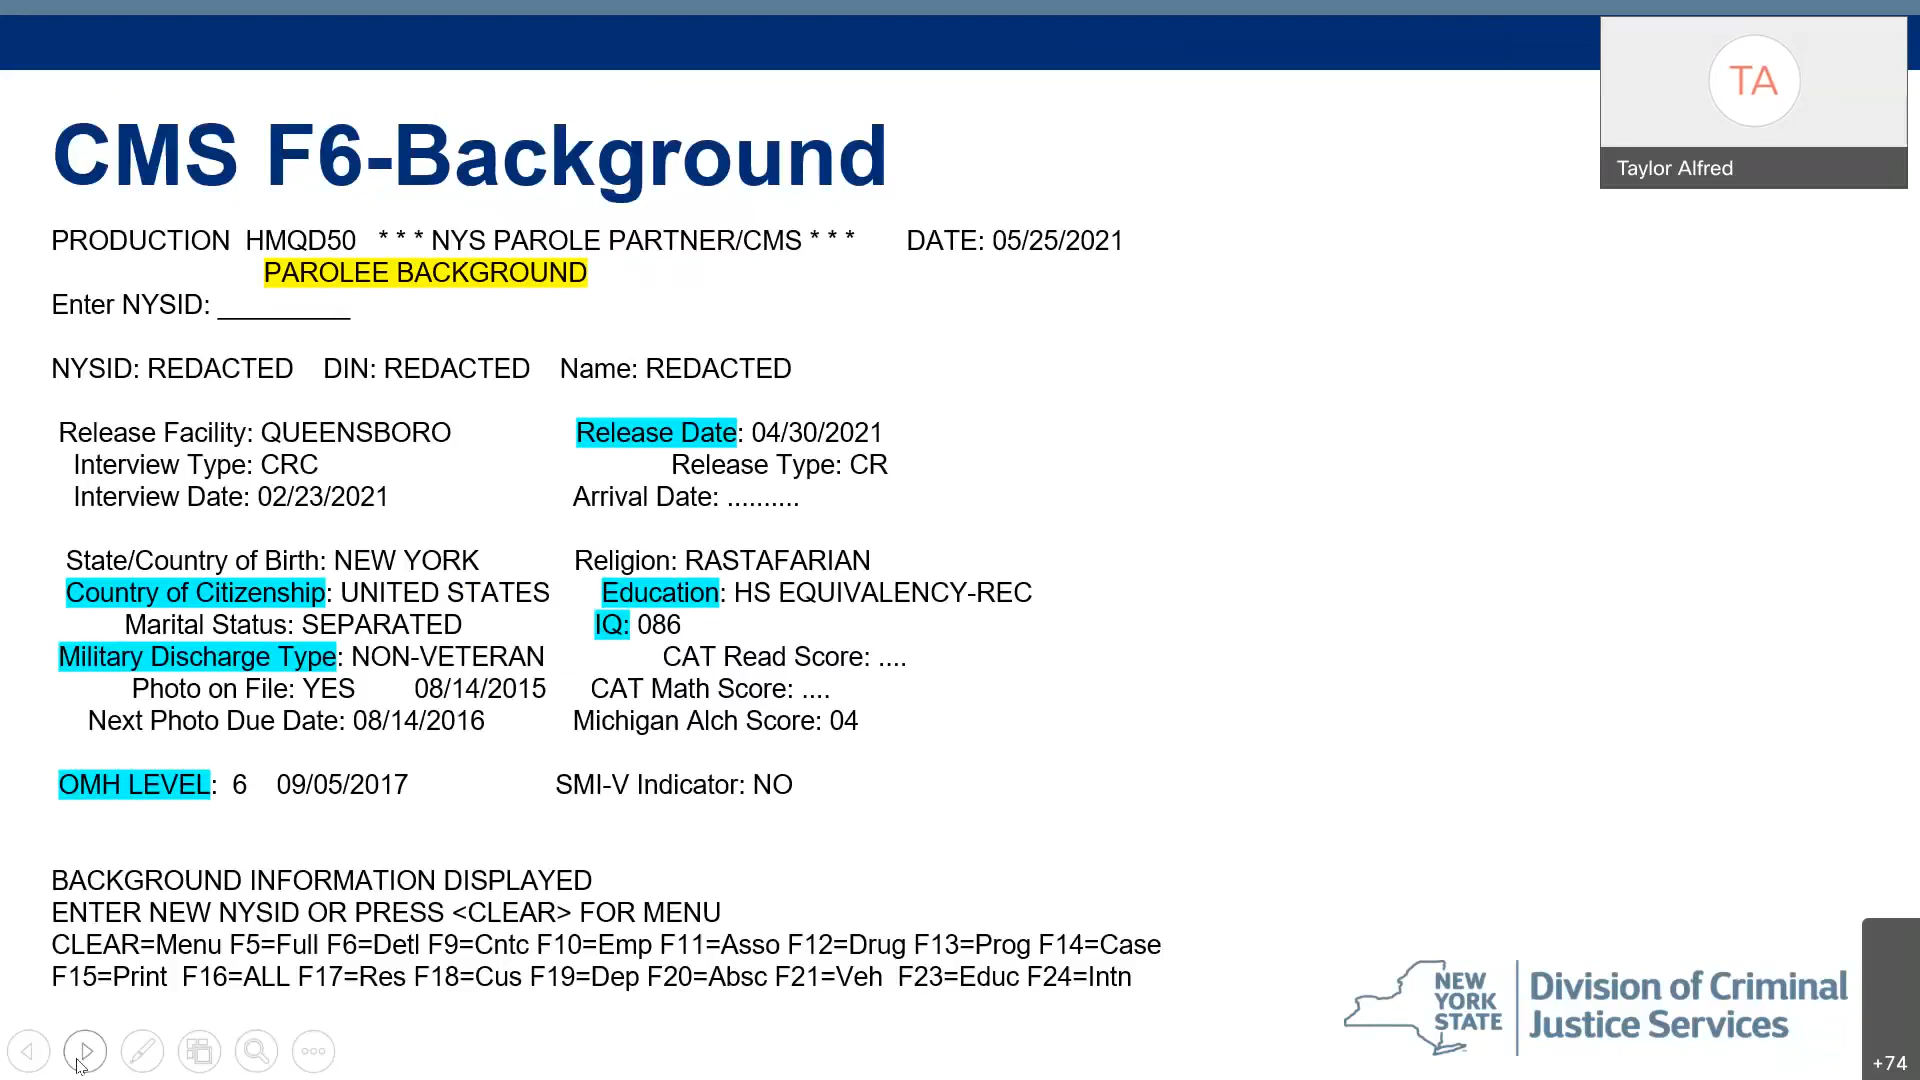 TA
Taylor Alfred
CMS F6-Background
PRODUCTION HMQD50 * * * NYS PAROLE PARTNER/CMS * * * DATE: 05/25/2021
PAROLEE BACKGROUND
Enter NYSID: _________
NYSID: REDACTED DIN: REDACTED Name: REDACTED
Release Facility: QUEENSBORO Release Date: 04/30/2021
Interview Type: CRC Release Type: CR
Interview Date: 02/23/2021 Arrival Date: ..........
State/Country of Birth: NEW YORK Religion: RASTAFARIAN
Country of Citizenship: UNITED STATES Education: HS EQUIVALENCY-REC
Marital Status: SEPARATED IQ: 086
Military Discharge Type: NON-VETERAN CAT Read Score: ....
Photo on File: YES 08/14/2015 CAT Math Score: ....
Next Photo Due Date: 08/14/2016 Michigan Alch Score: 04
OMH LEVEL: 6 09/05/2017 SMI-V Indicator: NO
BACKGROUND INFORMATION DISPLAYED
ENTER NEW NYSID OR PRESS <CLEAR> FOR MENU
CLEAR=Menu F5=Full F6=Detl F9=Cntc F10=Emp F11=Asso F12=Drug F13=Prog F14=Case
F15=Print F16=ALL F17=Res F18=Cus F19=Dep F20=Absc F21=Veh F23=Educ F24=Intn
NEW
YORK
STATE
Division of Criminal
Justice Services
+74